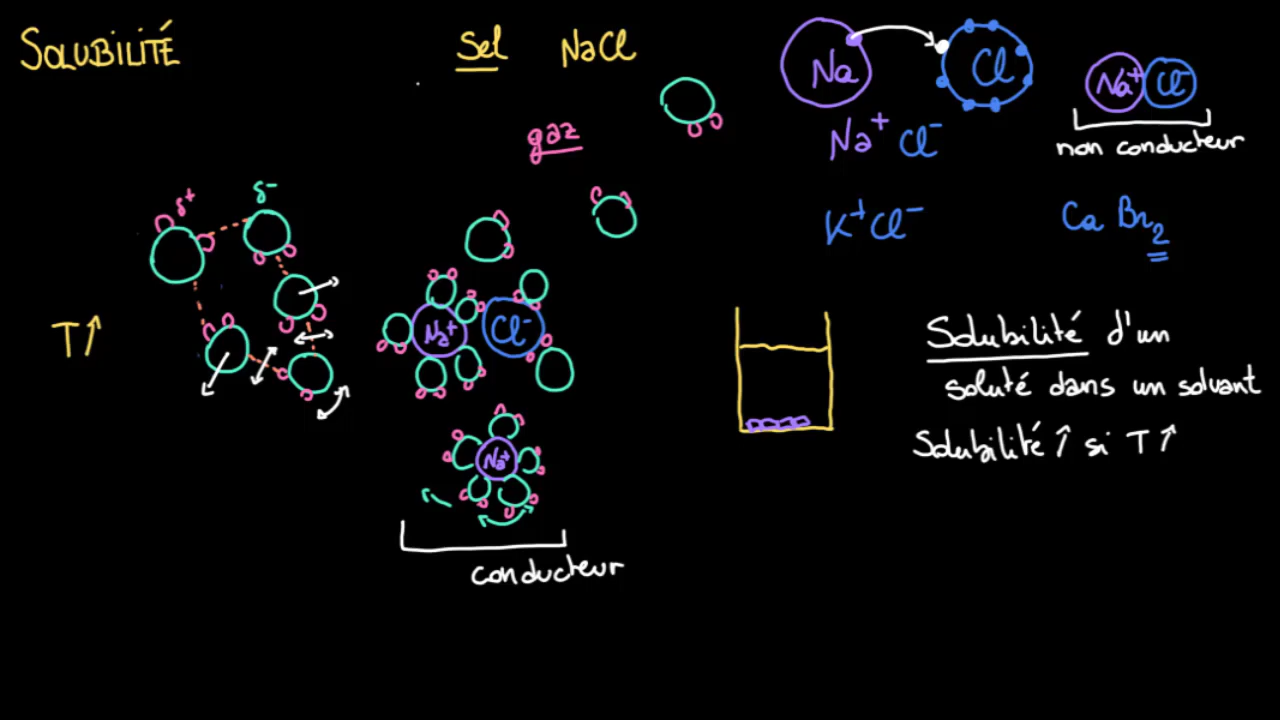 SOLUBILITÉ
Sel NaCl
Na Cl
Na⁺ Cl⁻
Na⁺ Cl⁻
non conducteur
gaz
δ⁺ δ⁻
K⁺ Cl⁻
Ca Br₂
T↑
Na⁺ Cl⁻
Solubilité d'un
soluté dans un solvant
Solubilité ↑ si T ↑
Na⁺
conducteur